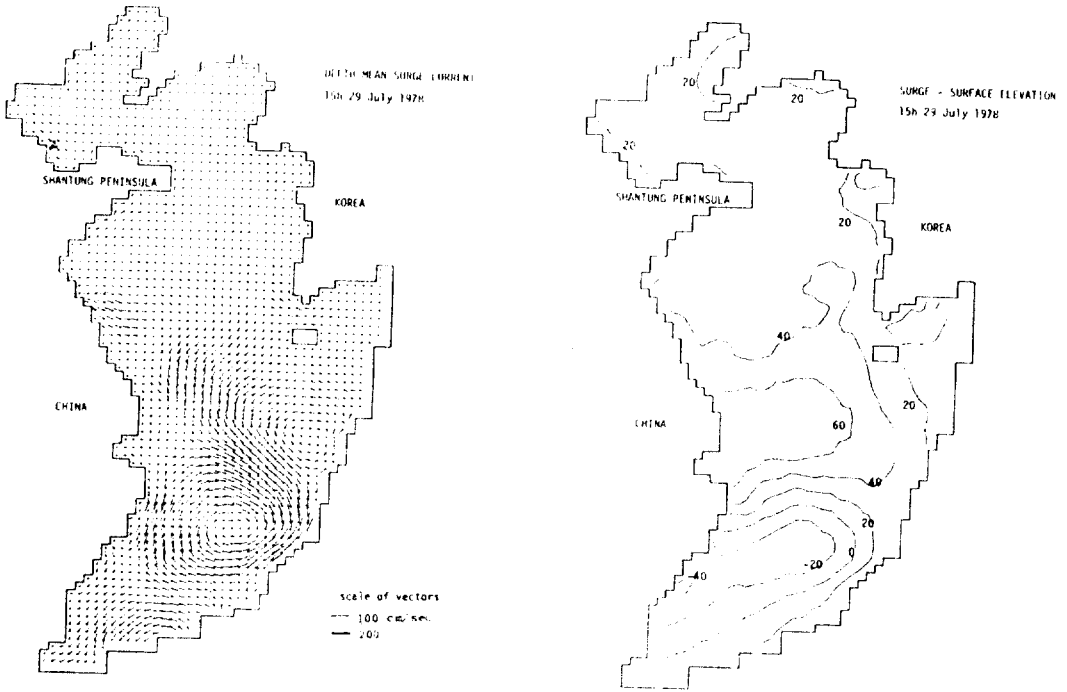 DEPTH MEAN SURGE CURRENT
15h 29 July 1978
SHANTUNG PENINSULA
KOREA
CHINA
scale of vectors
100 cm/sec
200
SURGE - SURFACE ELEVATION
15h 29 July 1978
20
20
20
SHANTUNG PENINSULA
20
KOREA
40
20
CHINA
60
40
20
0
-20
-40